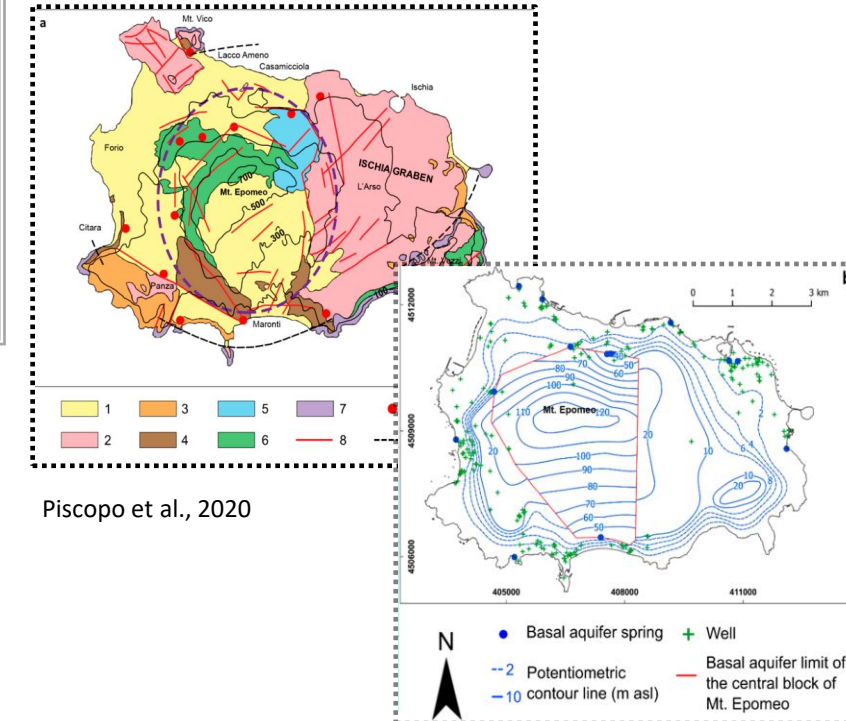 a
Mt. Vico
Lacco Ameno
Casamicciola
Ischia
Forio
ISCHIA GRABEN
L'Arso
Mt. Epomeo
700
500
300
Citara
Panza
Maronti
100
1
3
5
7
2
4
6
8
Piscopo et al., 2020
b
0 1 2 3 km
4512000
4509000
4506000
40
50
60
70
80
90
100
110
Mt. Epomeo
120
20
20
10
2
6 4
8
10
20
100
90
80
70
60
50
405000 408000 411000
N
Basal aquifer spring
Well
2 Potentiometric
10 contour line (m asl)
Basal aquifer limit of
the central block of
Mt. Epomeo